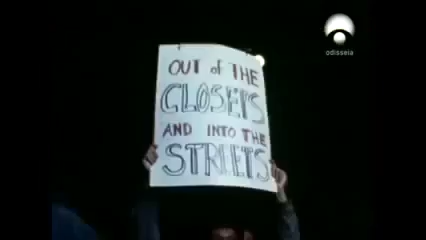 odisseia
OUT of THE
CLOSETS
AND INTO THE
STREETS